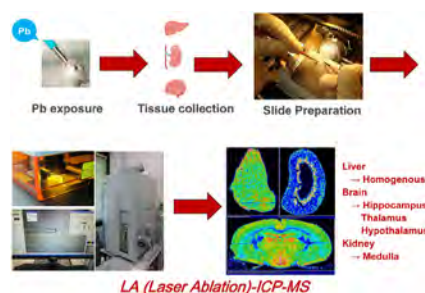 Pb
Pb exposure
Tissue collection
Slide Preparation
Liver
→ Homogenous
Brain
→ Hippocampus
Thalamus
Hypothalamus
Kidney
→ Medulla
LA (Laser Ablation)-ICP-MS